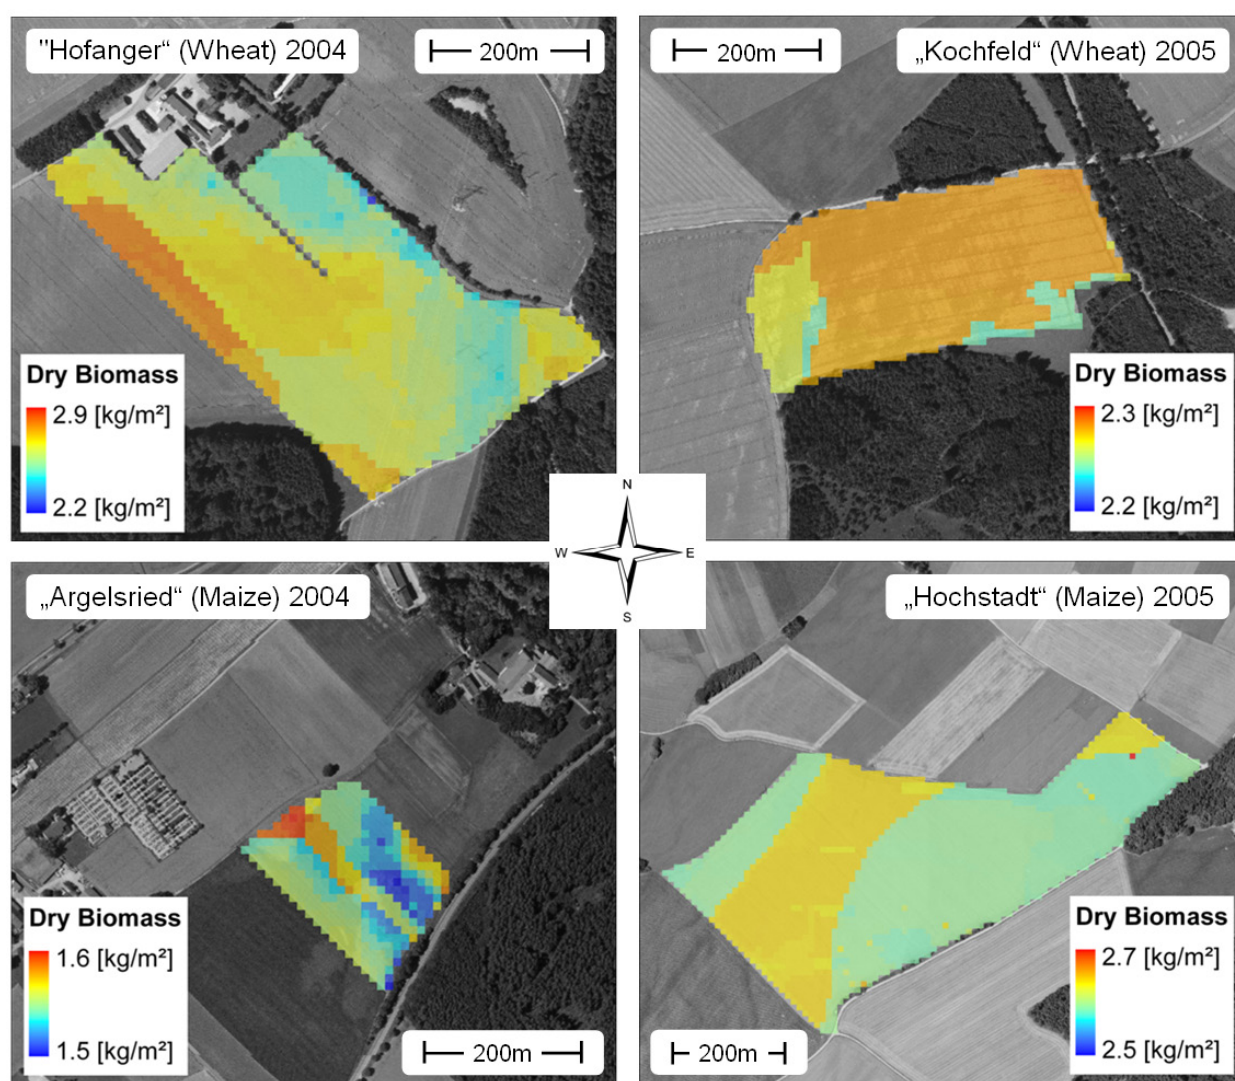 "Hofanger" (Wheat) 2004
200m
Dry Biomass
2.9 [kg/m²]
2.2 [kg/m²]
200m
„Kochfeld“ (Wheat) 2005
Dry Biomass
2.3 [kg/m²]
2.2 [kg/m²]
N
W
E
S
„Argelsried“ (Maize) 2004
Dry Biomass
1.6 [kg/m²]
1.5 [kg/m²]
200m
„Hochstadt“ (Maize) 2005
Dry Biomass
2.7 [kg/m²]
2.5 [kg/m²]
200m